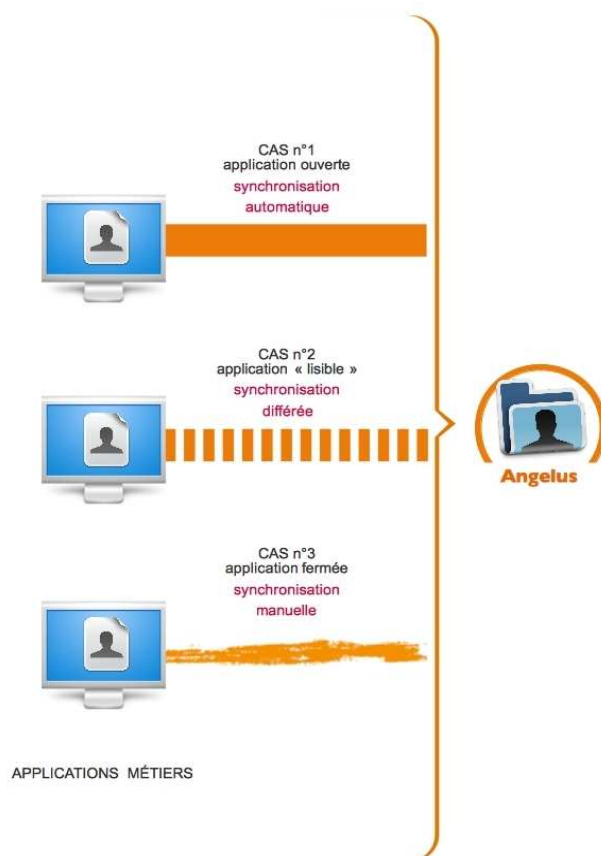 CAS n°1
application ouverte
synchronisation
automatique
CAS n°2
application « lisible »
synchronisation
différée
Angelus
CAS n°3
application fermée
synchronisation
manuelle
APPLICATIONS MÉTIERS